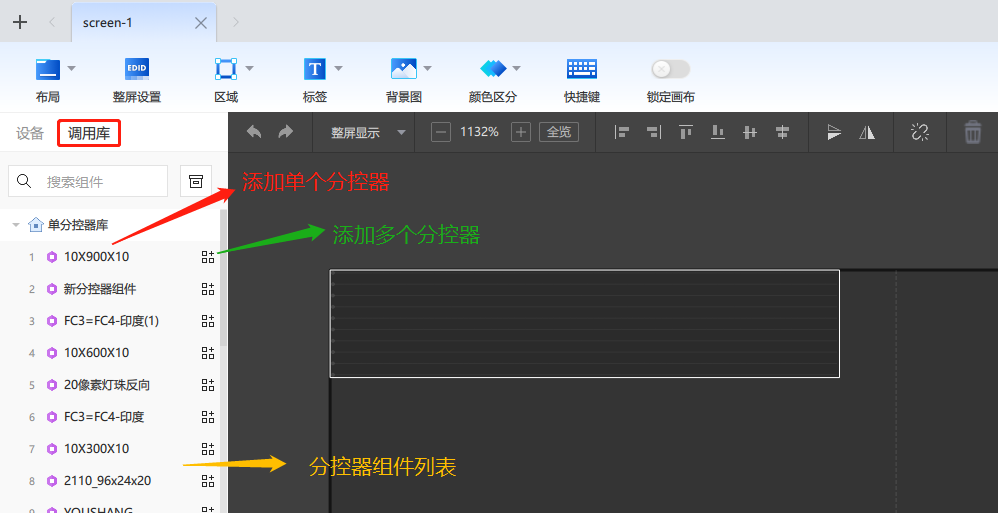 screen-1
布局
EDID
整屏设置
区域
T
标签
背景图
颜色区分
快捷键
锁定画布
设备
调用库
整屏显示
1132%
全览
搜索组件
添加单个分控器
单分控器库
添加多个分控器
1 10X900X10
2 新分控器组件
3 FC3=FC4-印度(1)
4 10X600X10
5 20像素灯珠反向
6 FC3=FC4-印度
7 10X300X10
分控器组件列表
8 2110_96x24x20
9 YOUSHANG